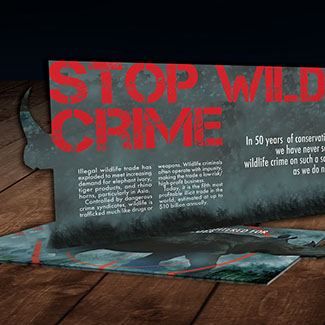 STOP WILD
CRIME
Illegal wildlife trade has
exploded to meet increasing
demand for elephant ivory,
tiger products, and rhino
horns, particularly in Asia.
Controlled by dangerous
crime syndicates, wildlife is
trafficked much like drugs or
weapons. Wildlife criminals
often operate with impunity
making the trade a low-risk/
high profit business.
Today, it is the fifth most
profitable illicit trade in the
world, estimated at up to
$10 billion annually.
In 50 years of conserva
we have never s
wildlife crime on such a sc
as we do n
FOR